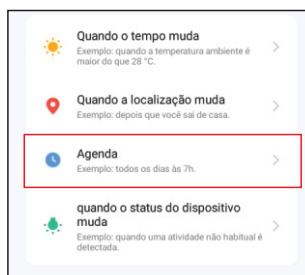 Quando o tempo muda
Exemplo: quando a temperatura ambiente é
maior do que 28 °C.
Quando a localização muda
Exemplo: depois que você sai de casa.
Agenda
Exemplo: todos os dias às 7h.
quando o status do dispositivo
muda
Exemplo: quando uma atividade não habitual é
detectada.